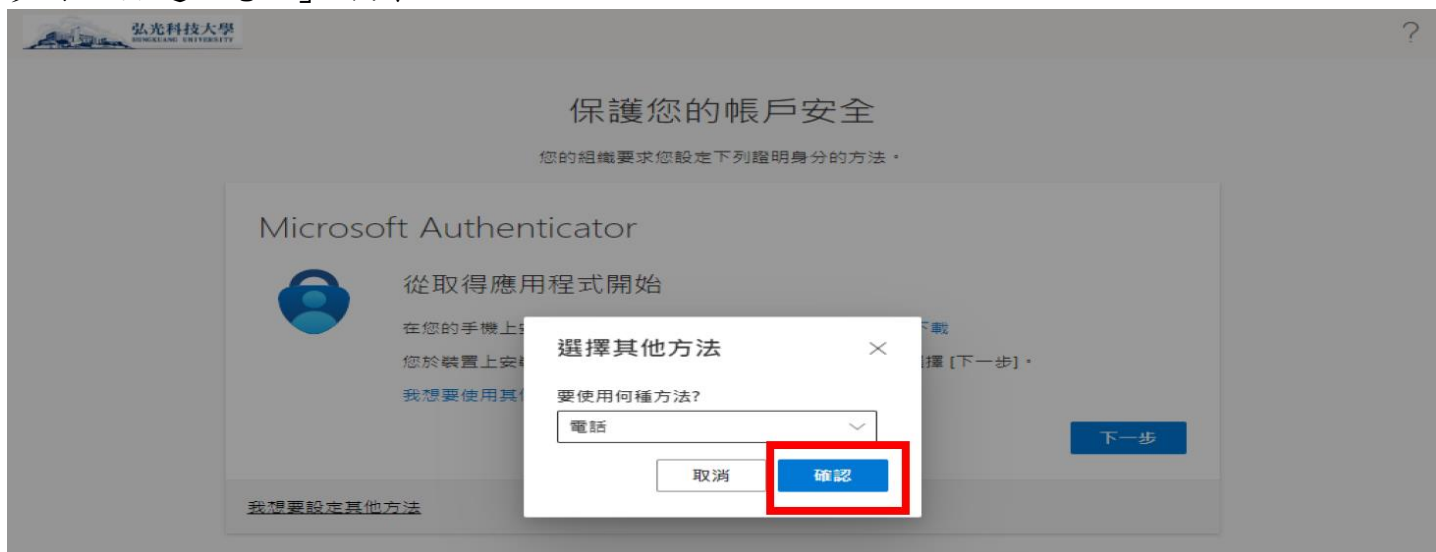 弘光科技大學
HUNGKUANG UNIVERSITY
?
保護您的帳戶安全
您的組織要求您設定下列證明身分的方法。
Microsoft Authenticator
從取得應用程式開始
在您的手機上
下載
選擇其他方法
您於裝置上安
擇 [下一步]。
要使用何種方法?
我想要使用其
電話
下一步
取消
確認
我想要設定其他方法